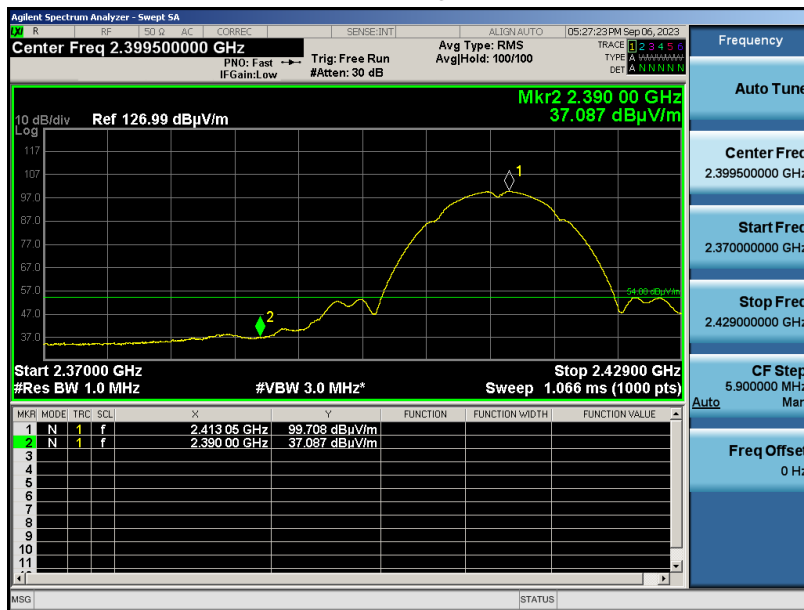 Agilent Spectrum Analyzer - Swept SA
LXI R RF 50 Ω AC CORREC SENSE:INT ALIGN AUTO 05:27:23 PM Sep 06, 2023
Center Freq 2.399500000 GHz
PNO: Fast
IFGain:Low
Trig: Free Run
#Atten: 30 dB
Avg Type: RMS
Avg|Hold: 100/100
TRACE 1 2 3 4 5 6
TYPE A WWWWW
DET A N N N N N
Mkr2 2.390 00 GHz
37.087 dBµV/m
10 dB/div Ref 126.99 dBµV/m
Log
117
107
97.0
87.0
77.0
67.0
57.0
47.0
37.0
1
2
54.00 dBµV/m
Start 2.37000 GHz Stop 2.42900 GHz
#Res BW 1.0 MHz #VBW 3.0 MHz* Sweep 1.066 ms (1000 pts)
MKR MODE TRC SCL X Y FUNCTION FUNCTION WIDTH FUNCTION VALUE
1 N 1 f 2.413 05 GHz 99.708 dBµV/m
2 N 1 f 2.390 00 GHz 37.087 dBµV/m
3
4
5
6
7
8
9
10
11
MSG STATUS
Frequency
Auto Tune
Center Freq
2.399500000 GHz
Start Freq
2.370000000 GHz
Stop Freq
2.429000000 GHz
CF Step
5.900000 MHz
Auto Man
Freq Offset
0 Hz